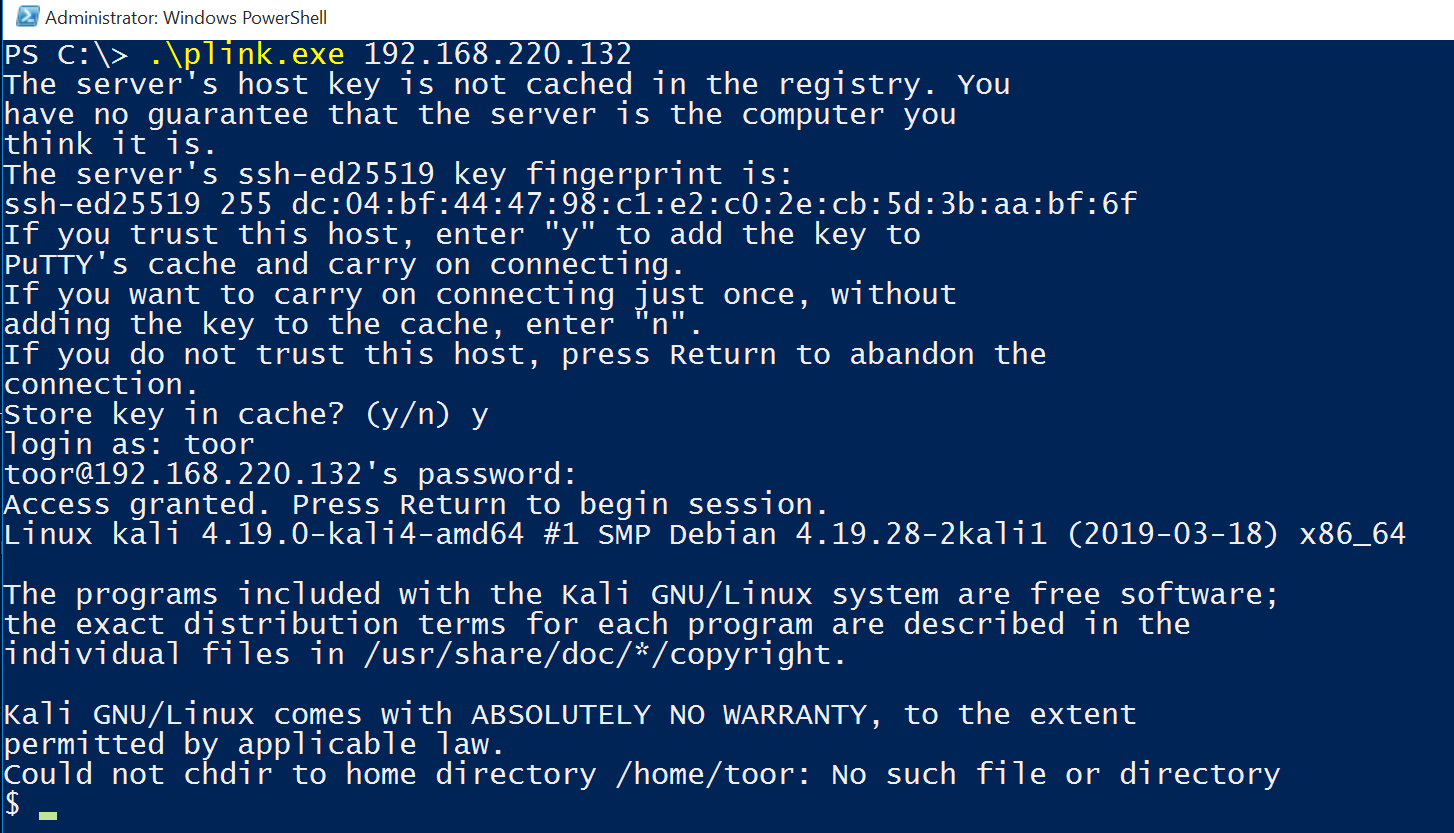 Administrator: Windows PowerShell
PS C:\> .\plink.exe 192.168.220.132
The server's host key is not cached in the registry. You
have no guarantee that the server is the computer you
think it is.
The server's ssh-ed25519 key fingerprint is:
ssh-ed25519 255 dc:04:bf:44:47:98:c1:e2:c0:2e:cb:5d:3b:aa:bf:6f
If you trust this host, enter "y" to add the key to
PuTTY's cache and carry on connecting.
If you want to carry on connecting just once, without
adding the key to the cache, enter "n".
If you do not trust this host, press Return to abandon the
connection.
Store key in cache? (y/n) y
login as: toor
toor@192.168.220.132's password:
Access granted. Press Return to begin session.
Linux kali 4.19.0-kali4-amd64 #1 SMP Debian 4.19.28-2kali1 (2019-03-18) x86_64
The programs included with the Kali GNU/Linux system are free software;
the exact distribution terms for each program are described in the
individual files in /usr/share/doc/*/copyright.
Kali GNU/Linux comes with ABSOLUTELY NO WARRANTY, to the extent
permitted by applicable law.
Could not chdir to home directory /home/toor: No such file or directory
$